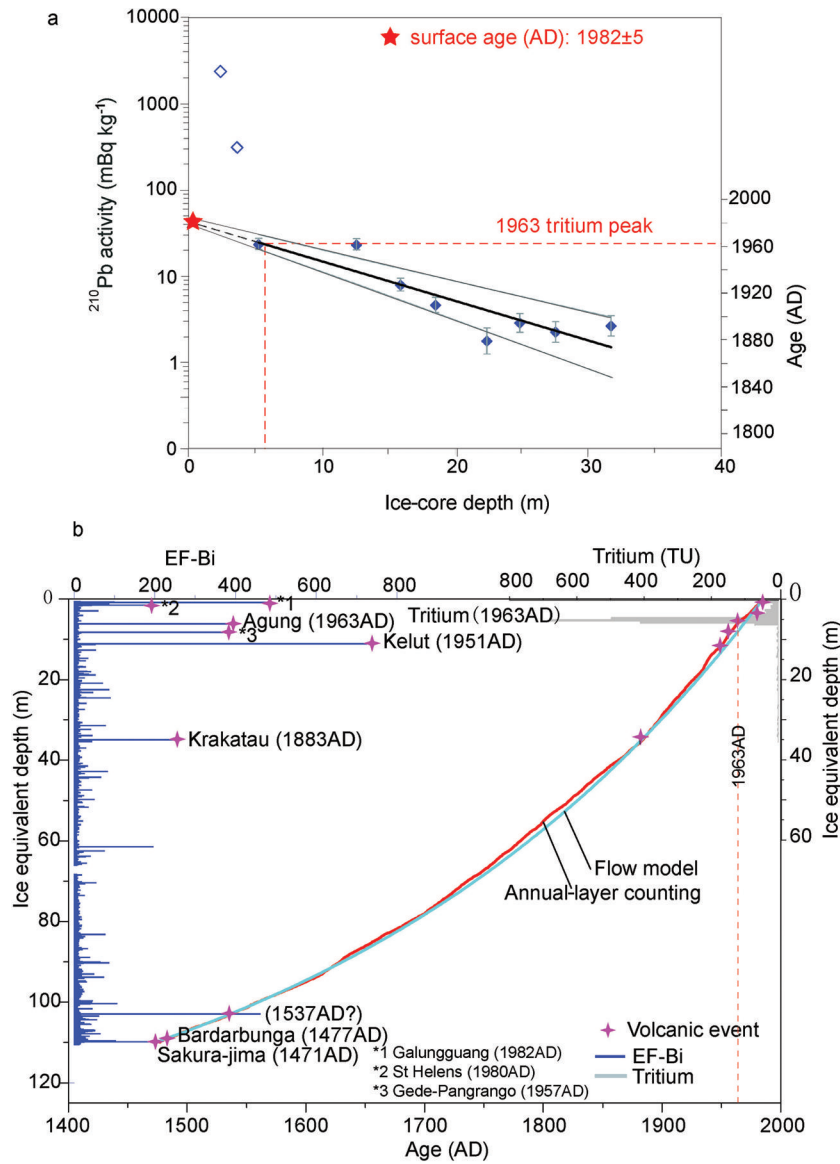 a
10000
1000
100
10
1
0
²¹⁰Pb activity (mBq kg⁻¹)
surface age (AD): 1982±5
1963 tritium peak
2000
1960
1920
1880
1840
1800
Age (AD)
0 10 20 30 40
Ice-core depth (m)
b
EF-Bi
0 200 400 600 800
Tritium (TU)
800 600 400 200 0
0
20
40
60
80
100
120
Ice equivalent depth (m)
0
20
40
60
Ice equivalent depth (m)
*1
*2
Agung (1963AD)
*3
Tritium (1963AD)
Kelut (1951AD)
Krakatau (1883AD)
1963AD
Flow model
Annual-layer counting
(1537AD?)
Bardarbunga (1477AD)
Sakura-jima (1471AD)
*1 Galungguang (1982AD)
*2 St Helens (1980AD)
*3 Gede-Pangrango (1957AD)
Volcanic event
EF-Bi
Tritium
1400 1500 1600 1700 1800 1900 2000
Age (AD)